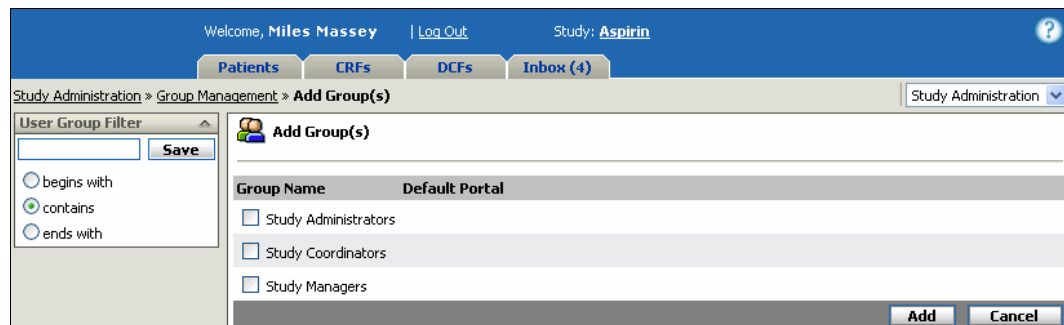 Welcome, Miles Massey | Log Out Study: Aspirin ?
Patients CRFs DCFs Inbox (4)
Study Administration » Group Management » Add Group(s) Study Administration
User Group Filter
Save
begins with
contains
ends with
Add Group(s)
Group Name Default Portal
Study Administrators
Study Coordinators
Study Managers
Add Cancel